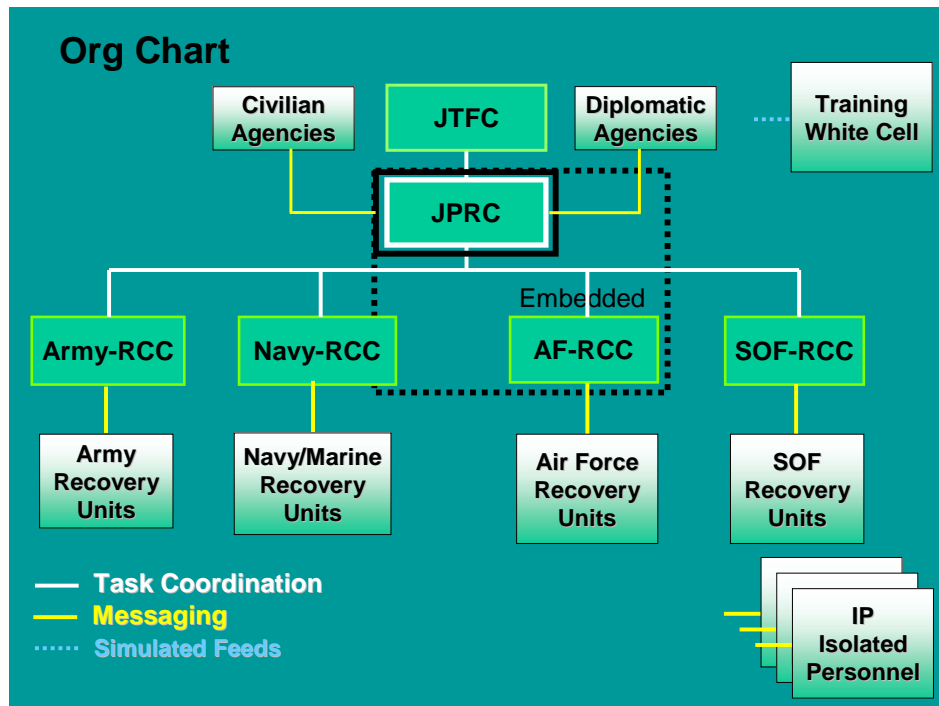 Org Chart
Civilian
Agencies
JTFC
Diplomatic
Agencies
Training
White Cell
JPRC
Embedded
Army-RCC
Navy-RCC
AF-RCC
SOF-RCC
Army
Recovery
Units
Navy/Marine
Recovery
Units
Air Force
Recovery
Units
SOF
Recovery
Units
Task Coordination
Messaging
Simulated Feeds
IP
Isolated
Personnel